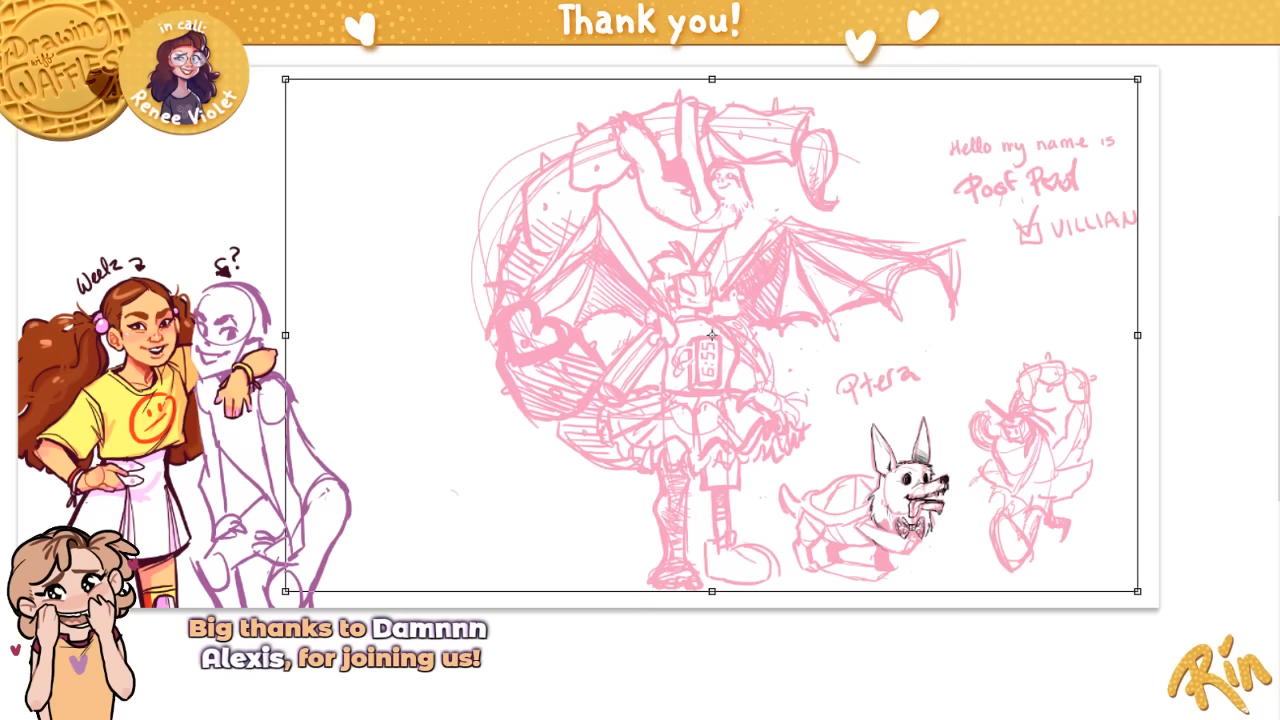 Thank you!
Drawing
with
WAFFLES
in call:
Renee Violet
Hello my name is
Poof Poof
VILLIAN
Weelz
?
6:55
Ptera
Big thanks to Damnnn
Alexis, for joining us!
Rin